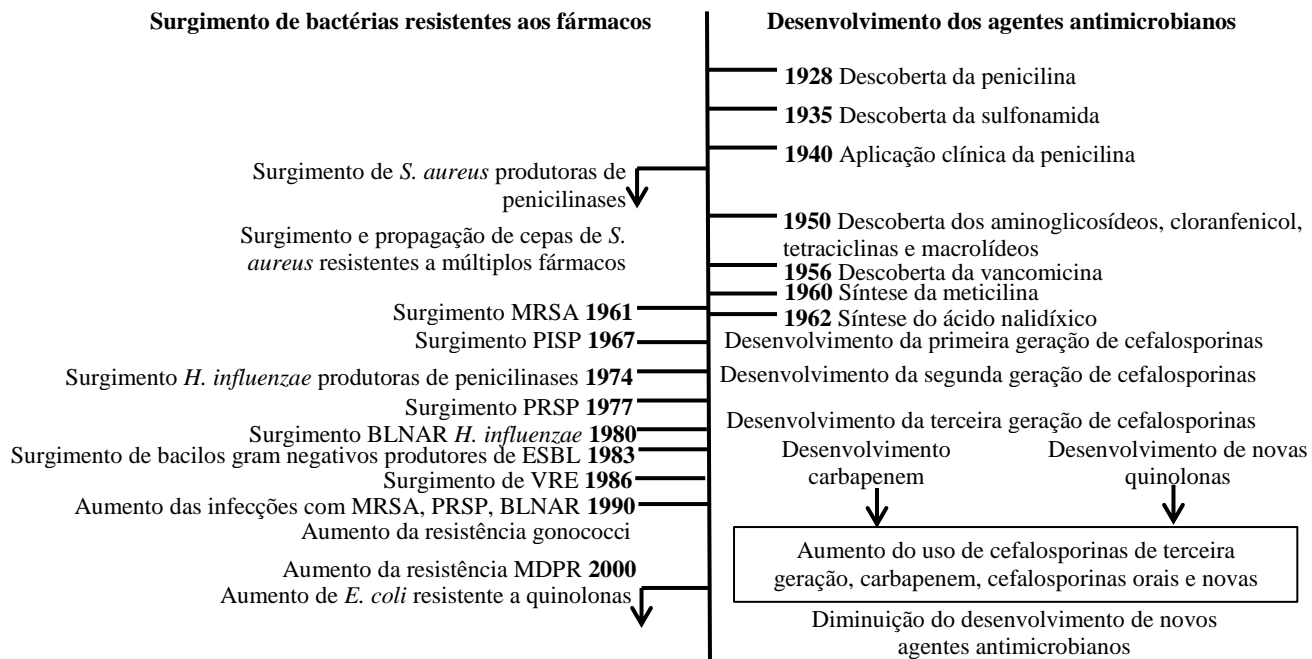 Surgimento de bactérias resistentes aos fármacos
Surgimento de S. aureus produtoras de
penicilinases
Surgimento e propagação de cepas de S.
aureus resistentes a múltiplos fármacos
Surgimento MRSA 1961
Surgimento PISP 1967
Surgimento H. influenzae produtoras de penicilinases 1974
Surgimento PRSP 1977
Surgimento BLNAR H. influenzae 1980
Surgimento de bacilos gram negativos produtores de ESBL 1983
Surgimento de VRE 1986
Aumento das infecções com MRSA, PRSP, BLNAR 1990
Aumento da resistência gonococci
Aumento da resistência MDPR 2000
Aumento de E. coli resistente a quinolonas
Desenvolvimento dos agentes antimicrobianos
1928 Descoberta da penicilina
1935 Descoberta da sulfonamida
1940 Aplicação clínica da penicilina
1950 Descoberta dos aminoglicosídeos, cloranfenicol,
tetraciclinas e macrolídeos
1956 Descoberta da vancomicina
1960 Síntese da meticilina
1962 Síntese do ácido nalidíxico
Desenvolvimento da primeira geração de cefalosporinas
Desenvolvimento da segunda geração de cefalosporinas
Desenvolvimento da terceira geração de cefalosporinas
Desenvolvimento
carbapenem
Desenvolvimento de novas
quinolonas
Aumento do uso de cefalosporinas de terceira
geração, carbapenem, cefalosporinas orais e novas
Diminuição do desenvolvimento de novos
agentes antimicrobianos